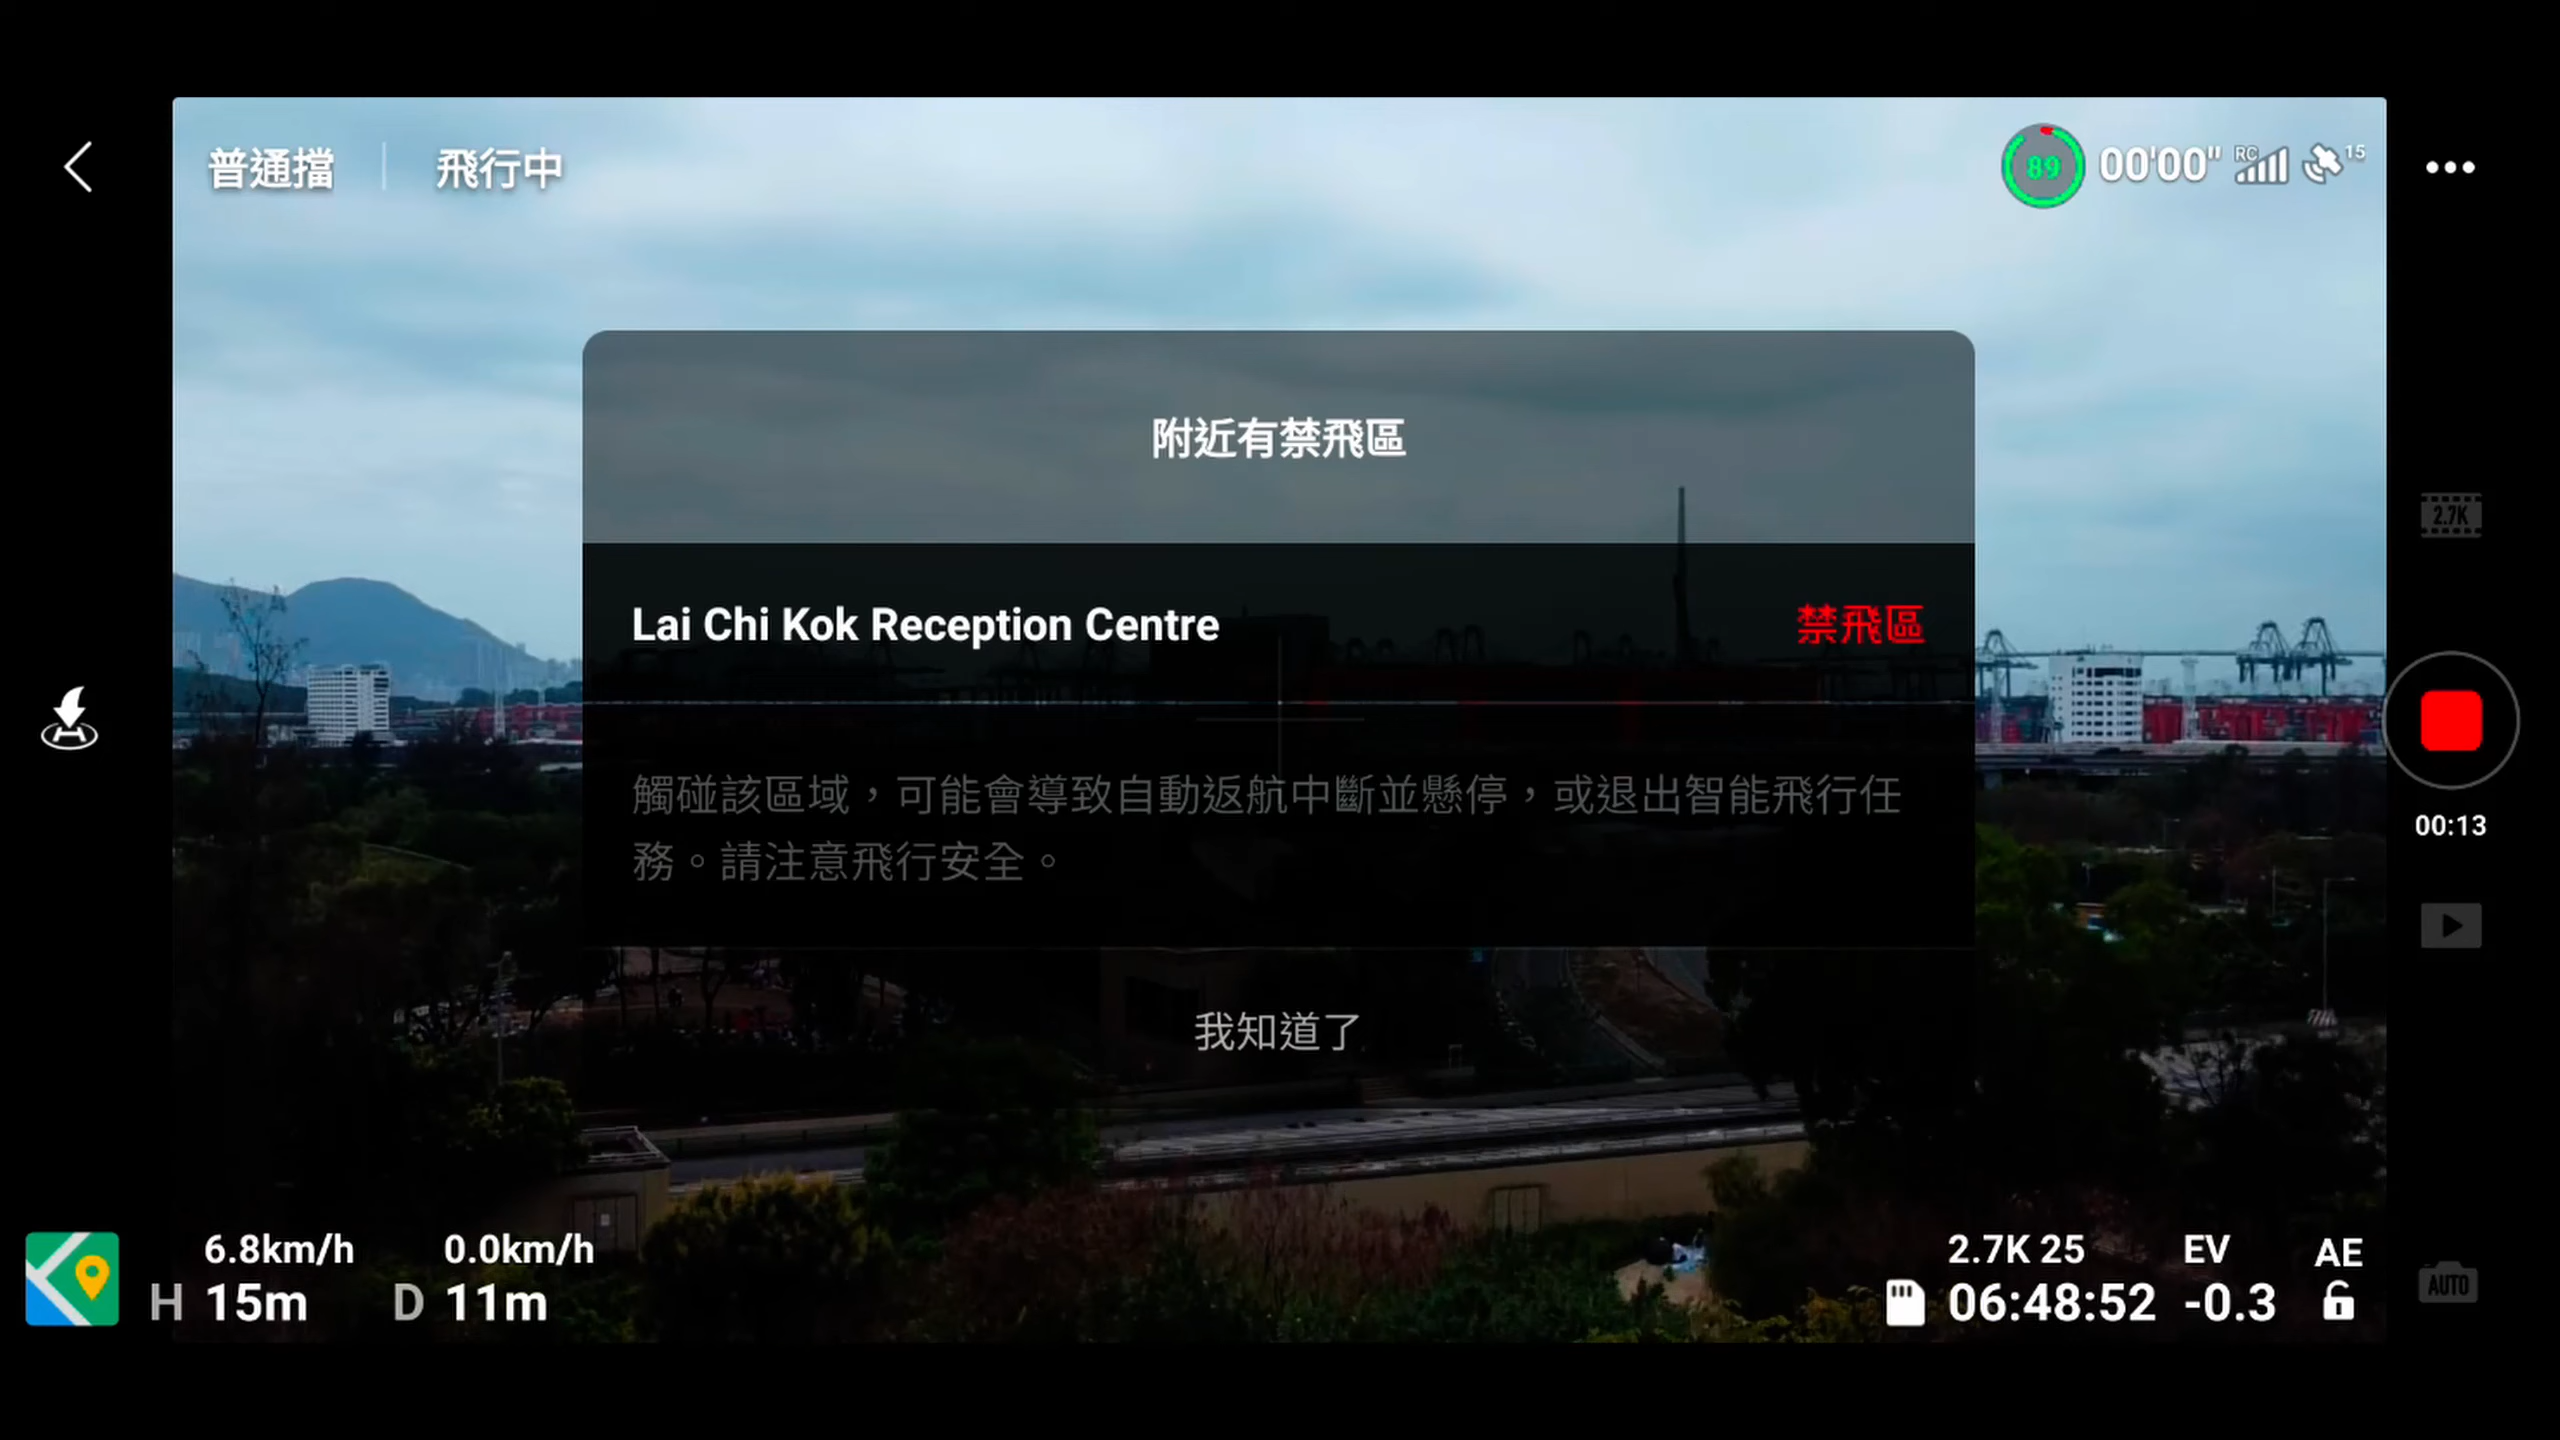 普通擋 飛行中 89 00'00" RC 15
附近有禁飛區
2.7K
Lai Chi Kok Reception Centre 禁飛區
觸碰該區域，可能會導致自動返航中斷並懸停，或退出智能飛行任
務。請注意飛行安全。
00:13
我知道了
6.8km/h 0.0km/h 2.7K 25 EV AE
H 15m D 11m 06:48:52 -0.3 AUTO